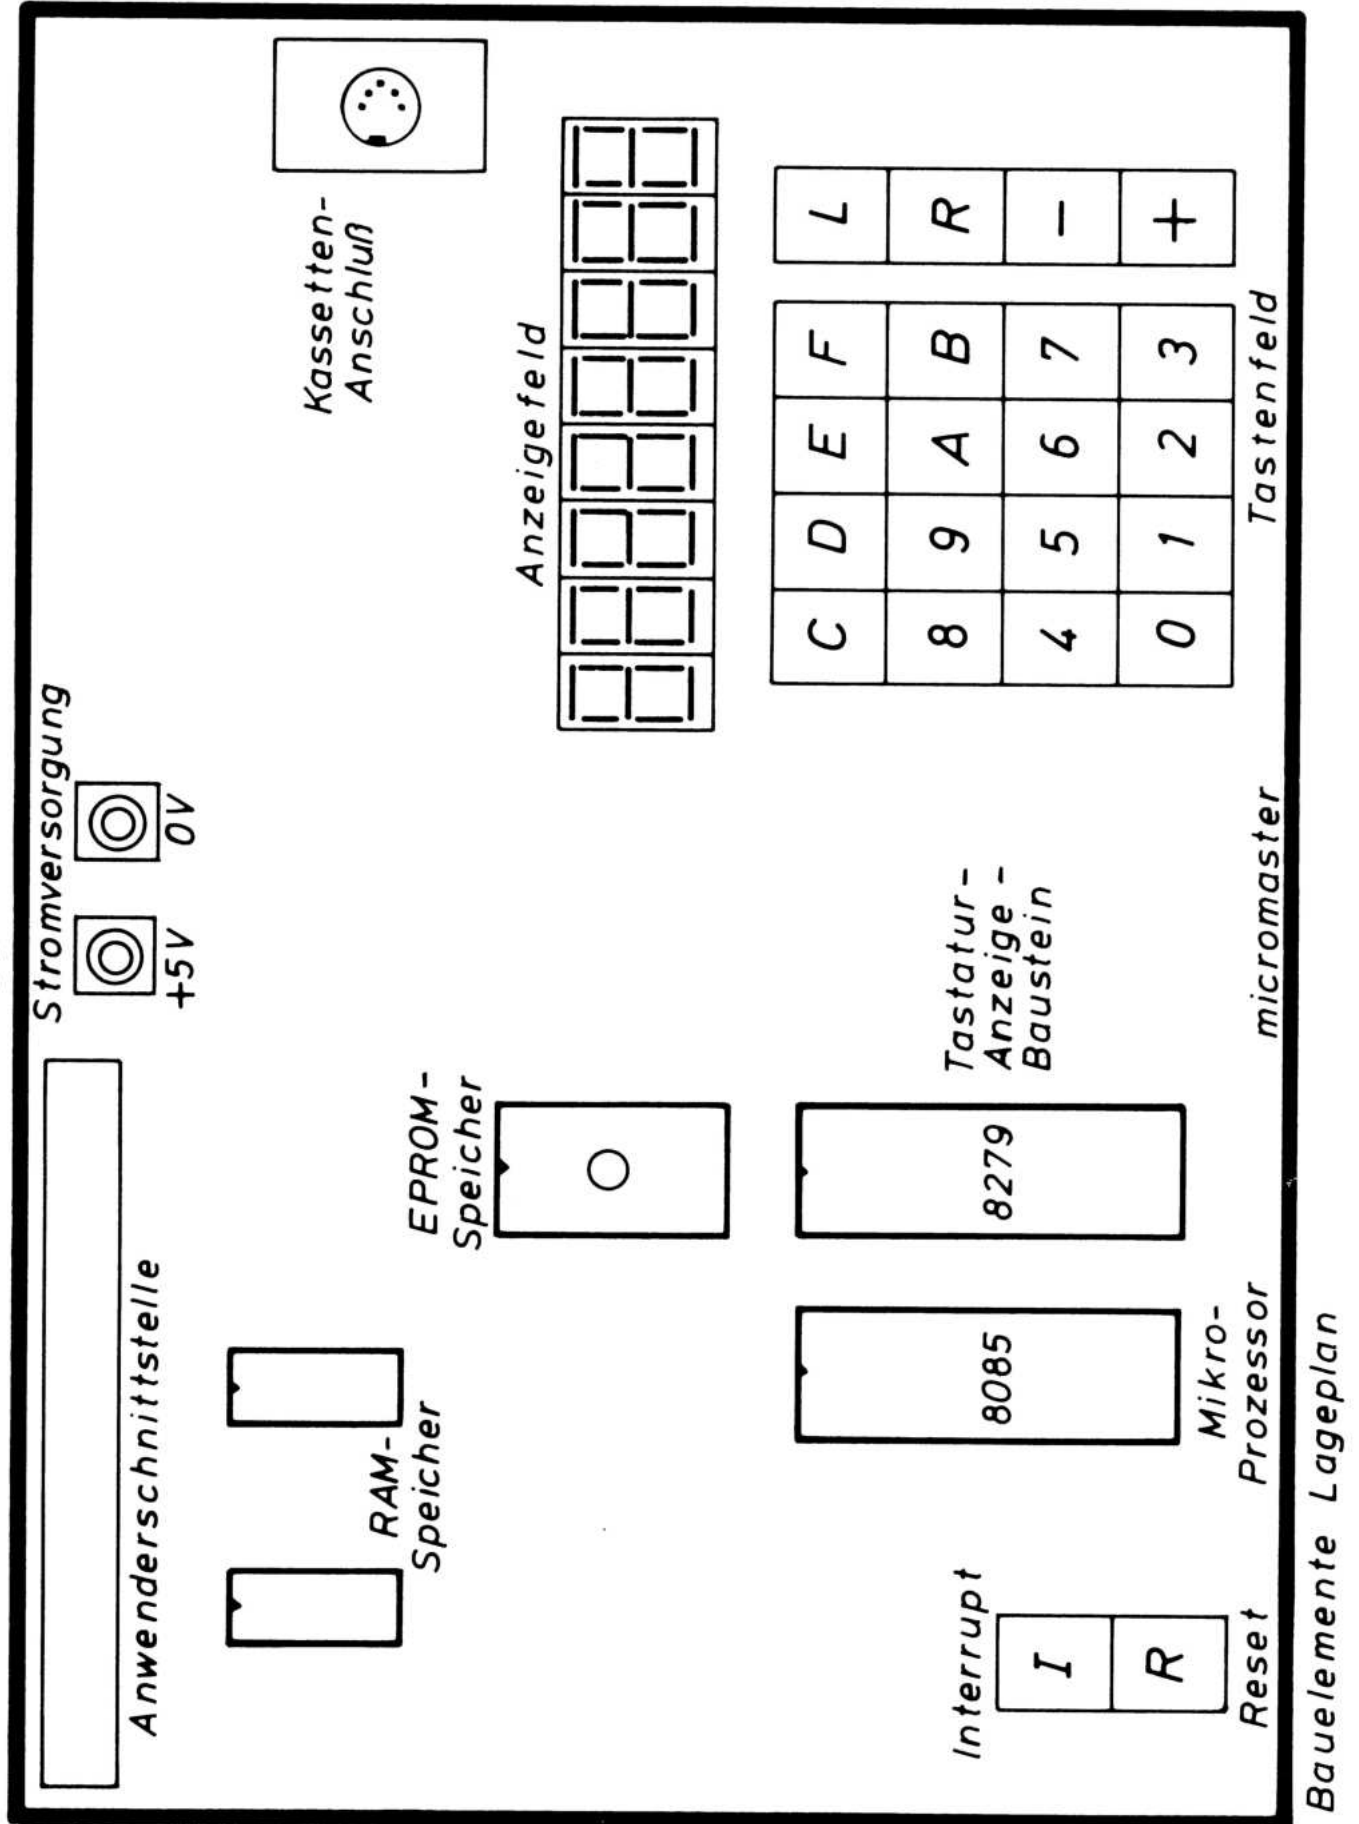 Stromversorgung
+5V 0V
Anwenderschnittstelle
Kassetten-
Anschluß
RAM-
Speicher
EPROM-
Speicher
Anzeigefeld
C D E F L
8 9 A B R
4 5 6 7 -
0 1 2 3 +
Tastenfeld
Tastatur-
Anzeige-
Baustein
8279
8085
Mikro-
Prozessor
Interrupt
I
R
Reset
micromaster
Bauelemente Lageplan